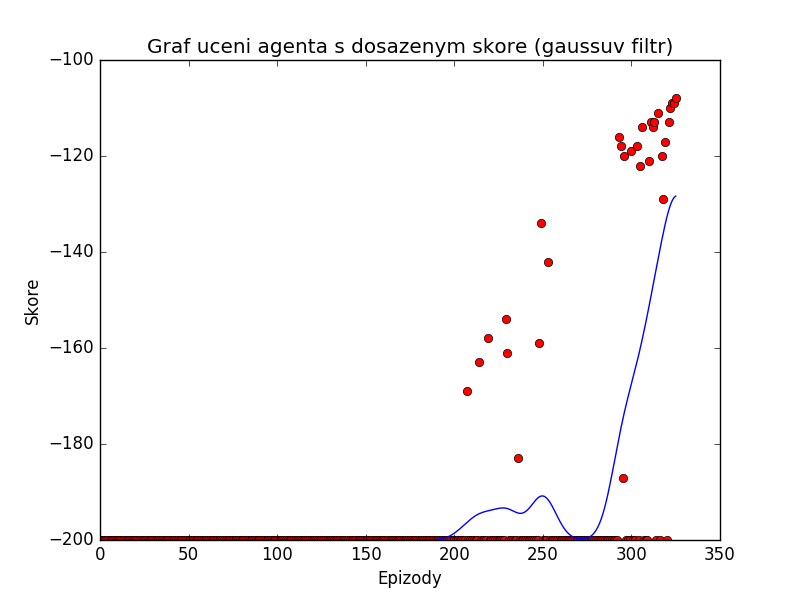 Graf uceni agenta s dosazenym skore (gaussuv filtr)
−100
−120
−140
−160
−180
−200
Skore
0 50 100 150 200 250 300 350
Epizody